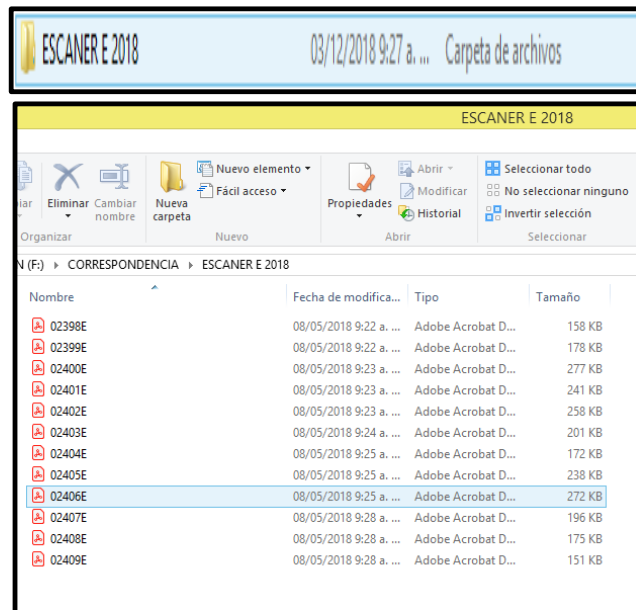 ESCANER E 2018 03/12/2018 9:27 a. ... Carpeta de archivos
ESCANER E 2018
Eliminar
Cambiar nombre
Nueva carpeta
Nuevo elemento
Fácil acceso
Propiedades
Abrir
Modificar
Historial
Seleccionar todo
No seleccionar ninguno
Invertir selección
Organizar Nuevo Abrir Seleccionar
N (F:) CORRESPONDENCIA ESCANER E 2018
Nombre Fecha de modifica... Tipo Tamaño
02398E 08/05/2018 9:22 a. ... Adobe Acrobat D... 158 KB
02399E 08/05/2018 9:22 a. ... Adobe Acrobat D... 178 KB
02400E 08/05/2018 9:23 a. ... Adobe Acrobat D... 277 KB
02401E 08/05/2018 9:23 a. ... Adobe Acrobat D... 241 KB
02402E 08/05/2018 9:23 a. ... Adobe Acrobat D... 258 KB
02403E 08/05/2018 9:24 a. ... Adobe Acrobat D... 201 KB
02404E 08/05/2018 9:25 a. ... Adobe Acrobat D... 172 KB
02405E 08/05/2018 9:25 a. ... Adobe Acrobat D... 238 KB
02406E 08/05/2018 9:25 a. ... Adobe Acrobat D... 272 KB
02407E 08/05/2018 9:28 a. ... Adobe Acrobat D... 196 KB
02408E 08/05/2018 9:28 a. ... Adobe Acrobat D... 175 KB
02409E 08/05/2018 9:28 a. ... Adobe Acrobat D... 151 KB